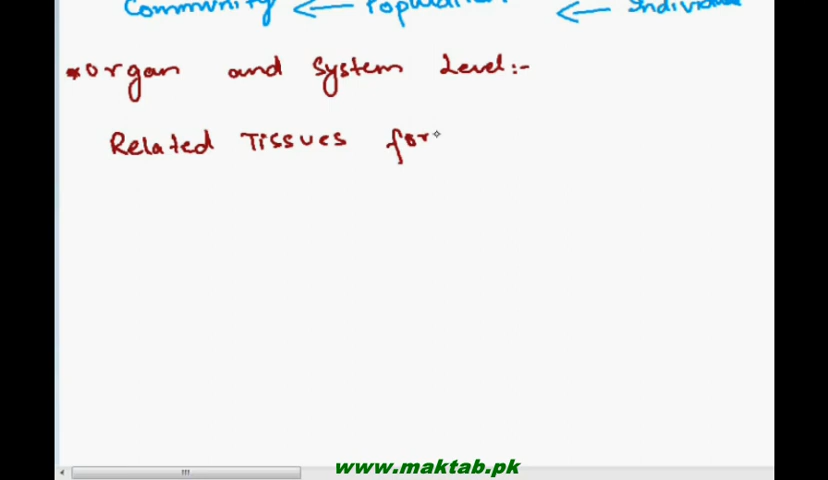 Community ← Population ← Individual
*Organ and System Level:-
Related Tissues for
www.maktab.pk